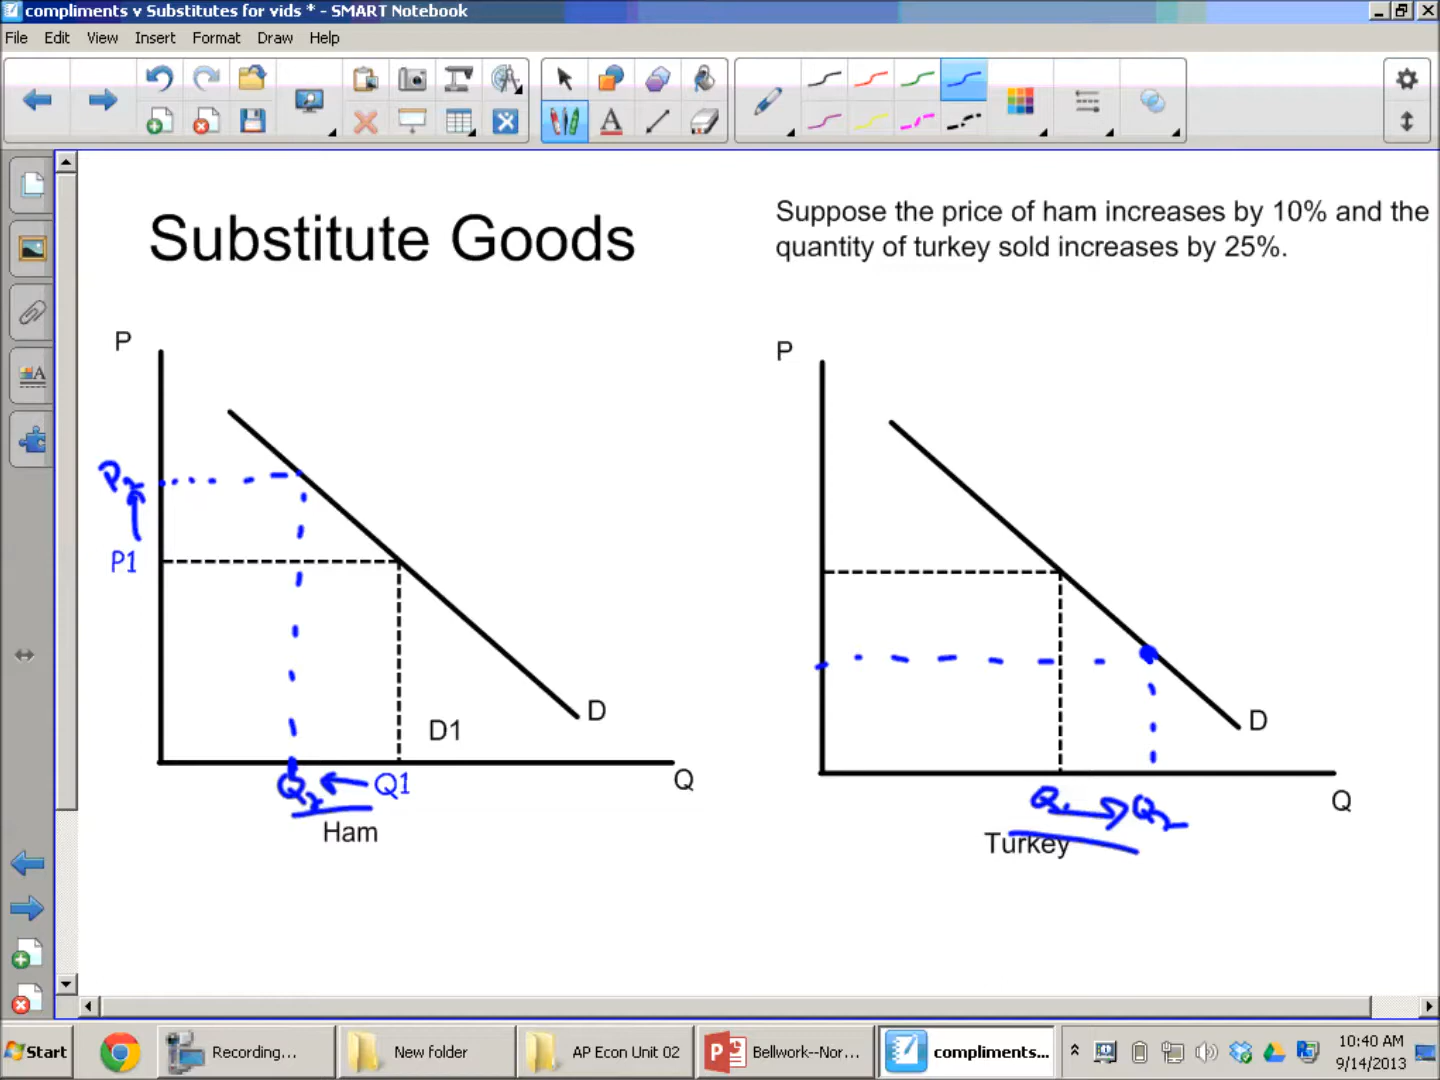 compliments v Substitutes for vids * - SMART Notebook
File Edit View Insert Format Draw Help
Substitute Goods
Suppose the price of ham increases by 10% and the
quantity of turkey sold increases by 25%.
P
P2
P1
D
D1
Q2
Q1
Q
Ham
P
D
Q1
Q2
Q
Turkey
Start
Recording...
New folder
AP Econ Unit 02
Bellwork--Nor...
compliments...
10:40 AM
9/14/2013